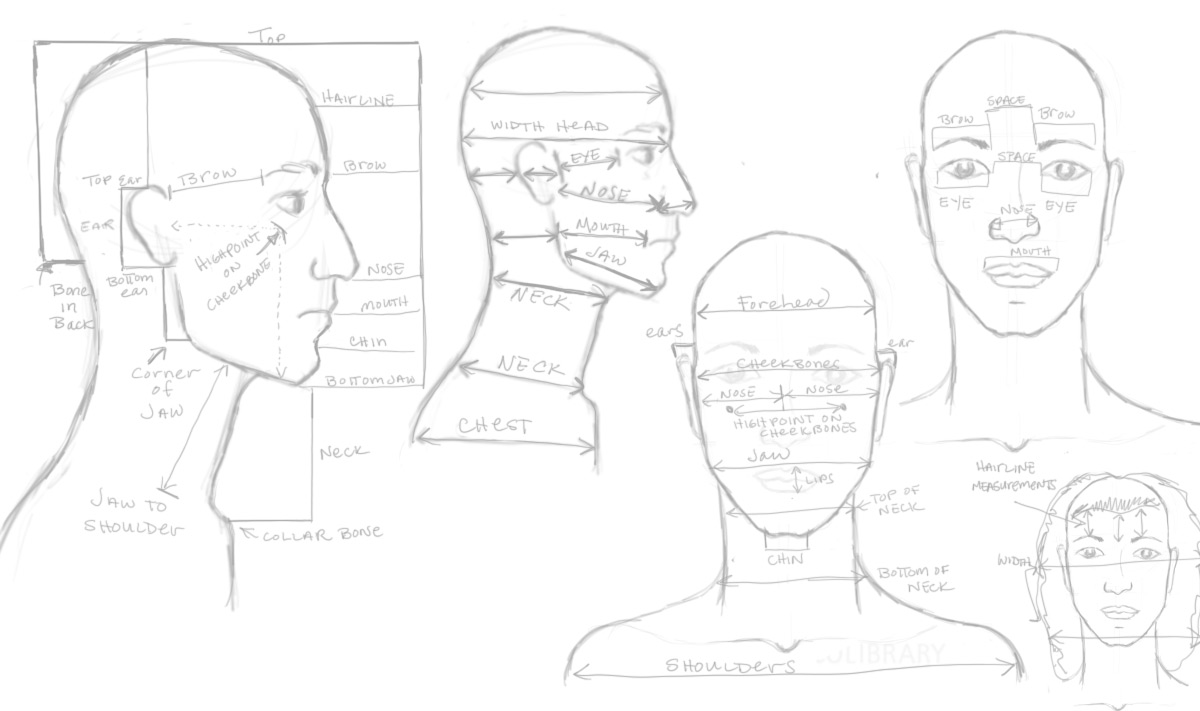 Top
HAIRLINE
BROW
TOP EAR
BROW
EAR
HIGHPOINT
ON
CHEEKBONE
NOSE
Bone
in
Back
Bottom
ear
MOUTH
CHIN
BOTTOM JAW
Corner
of
JAW
Neck
JAW TO
SHOULDER
COLLAR BONE
WIDTH HEAD
EYE
NOSE
MOUTH
JAW
NECK
NECK
CHEST
Forehead
ears
ear
CHEEKBONES
NOSE
NOSE
HIGHPOINT ON
CHEEKBONES
Jaw
LIPS
TOP OF
NECK
CHIN
BOTTOM OF
NECK
SHOULDERS
LIBRARY
SPACE
Brow
Brow
SPACE
EYE
EYE
NOSE
MOUTH
HAIRLINE
MEASUREMENTS
WIDTH